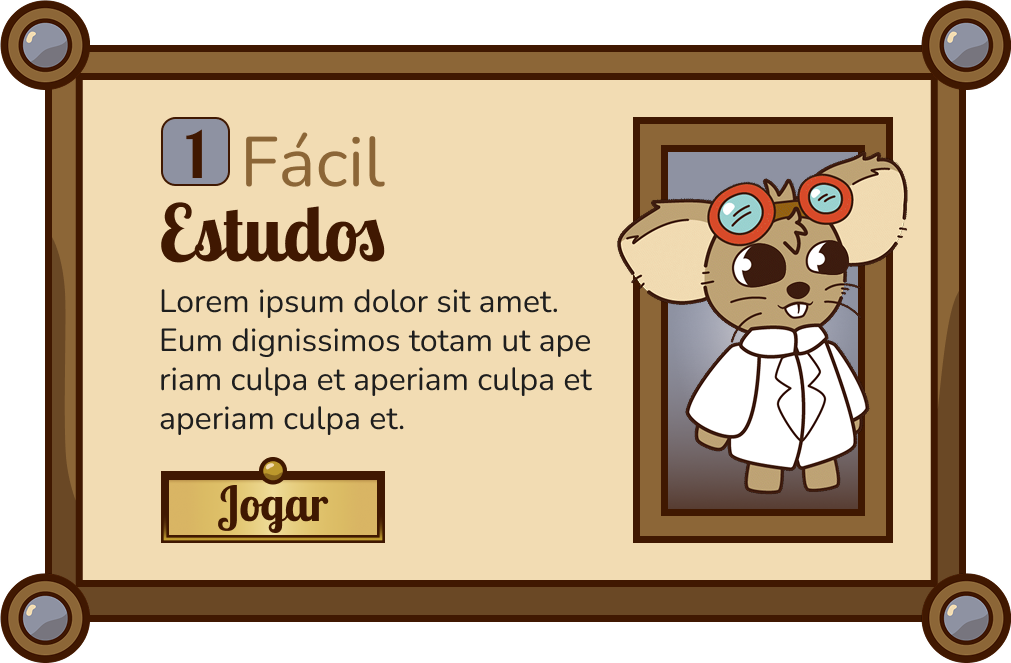 1 Fácil
Estudos
Lorem ipsum dolor sit amet.
Eum dignissimos totam ut ape
riam culpa et aperiam culpa et
aperiam culpa et.
Jogar